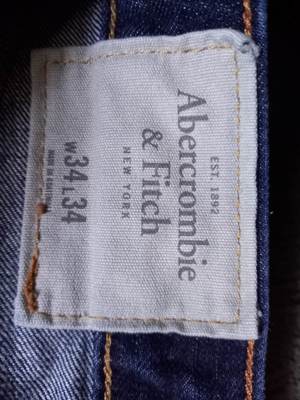 EST. 1892
Abercrombie
& Fitch
NEW YORK
W34 L34